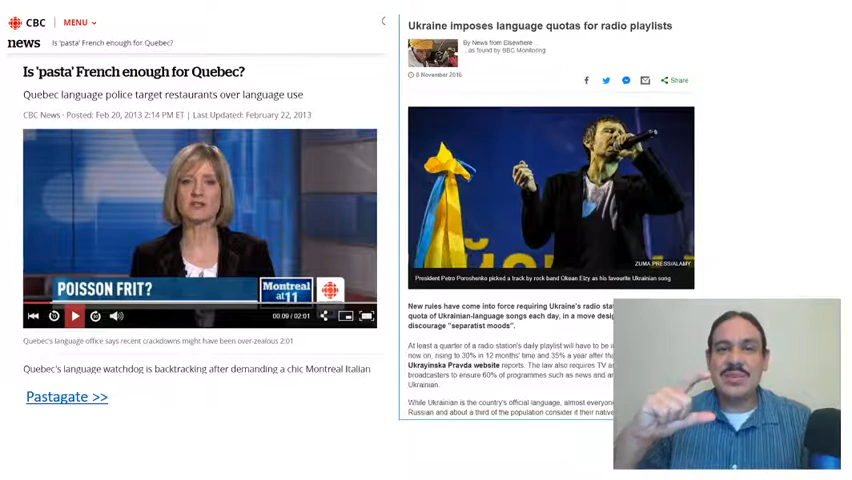 CBC
MENU
news
Is 'pasta' French enough for Quebec?
Is 'pasta' French enough for Quebec?
Quebec language police target restaurants over language use
CBC News · Posted: Feb 20, 2013 2:14 PM ET | Last Updated: February 22, 2013
POISSON FRIT?
Montreal
at 11
00:09 / 02:01
Quebec's language office says recent crackdowns might have been over-zealous 2:01
Quebec's language watchdog is backtracking after demanding a chic Montreal Italian
Pastagate >>
Ukraine imposes language quotas for radio playlists
By News from Elsewhere...
...as found by BBC Monitoring
8 November 2016
Share
ZUMA PRESS/ALAMY
President Petro Poroshenko picked a track by rock band Okean Elzy as his favourite Ukrainian song
New rules have come into force requiring Ukraine's radio sta
quota of Ukrainian-language songs each day, in a move desig
discourage "separatist moods".
At least a quarter of a radio station's daily playlist will have to be
now on, rising to 30% in 12 months' time and 35% a year after tha
Ukrayinska Pravda website reports. The law also requires TV a
broadcasters to ensure 60% of programmes such as news and a
Ukrainian.
While Ukrainian is the country's official language, almost everyone
Russian and about a third of the population consider it their native